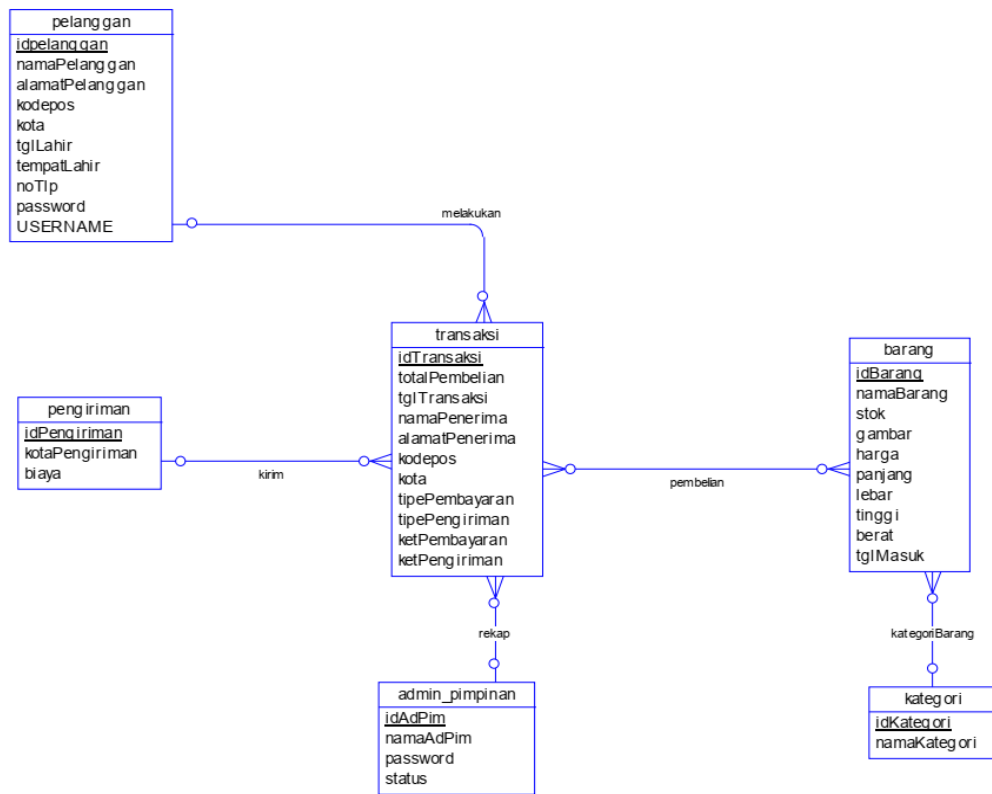 pelanggan
idpelanggan
namaPelanggan
alamatPelanggan
kodepos
kota
tglLahir
tempatLahir
noTlp
password
USERNAME
melakukan
transaksi
idTransaksi
totalPembelian
tglTransaksi
namaPenerima
alamatPenerima
kodepos
kota
tipePembayaran
tipePengiriman
ketPembayaran
ketPengiriman
pengiriman
idPengiriman
kotaPengiriman
biaya
kirim
pembelian
barang
idBarang
namaBarang
stok
gambar
harga
panjang
lebar
tinggi
berat
tglMasuk
rekap
kategoriBarang
admin_pimpinan
idAdPim
namaAdPim
password
status
kategori
idKategori
namaKategori